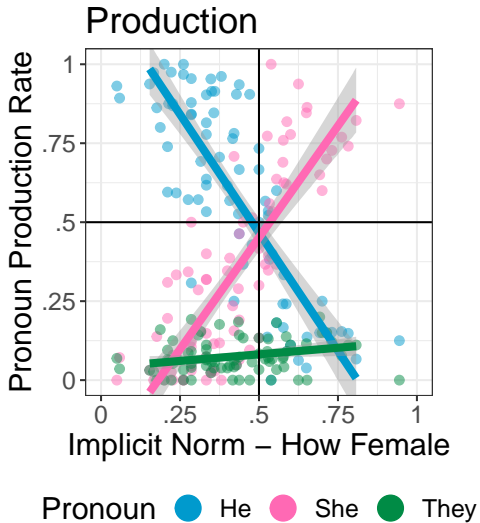 Production
Pronoun Production Rate
1
.75
.5
.25
0
0 .25 .5 .75 1
Implicit Norm – How Female
Pronoun He She They